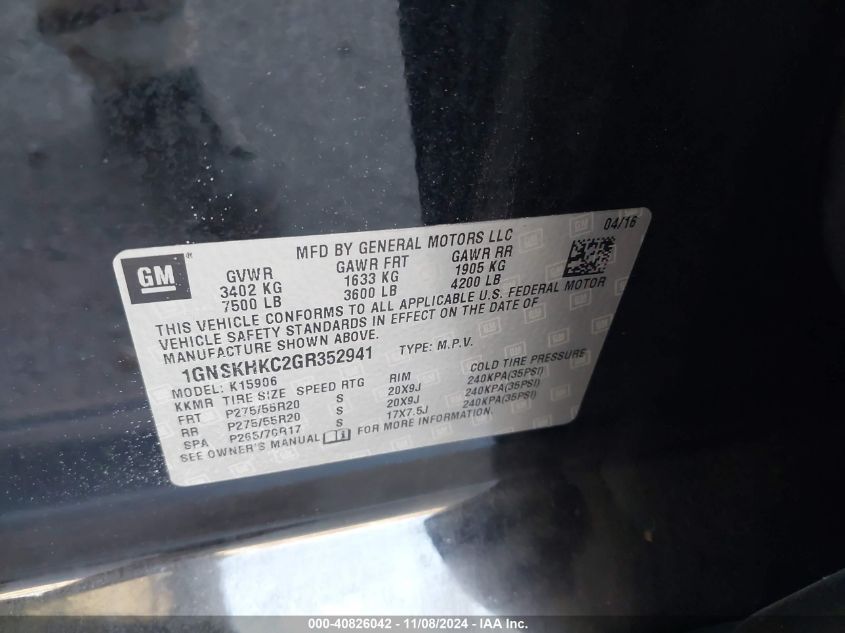 04/16
MFD BY GENERAL MOTORS LLC
GM®
GVWR GAWR FRT GAWR RR
3402 KG 1633 KG 1905 KG
7500 LB 3600 LB 4200 LB
THIS VEHICLE CONFORMS TO ALL APPLICABLE U.S. FEDERAL MOTOR
VEHICLE SAFETY STANDARDS IN EFFECT ON THE DATE OF
MANUFACTURE SHOWN ABOVE.
1GNSKHKC2GR352941 TYPE: M.P.V.
MODEL: K15906
KKMR TIRE SIZE SPEED RTG RIM COLD TIRE PRESSURE
FRT P275/55R20 S 20X9J 240KPA(35PSI)
RR P275/55R20 S 20X9J 240KPA(35PSI)
SPA P265/70R17 S 17X7.5J 240KPA(35PSI)
SEE OWNER'S MANUAL FOR MORE INFORMATION.
000-40826042 - 11/08/2024 - IAA Inc.